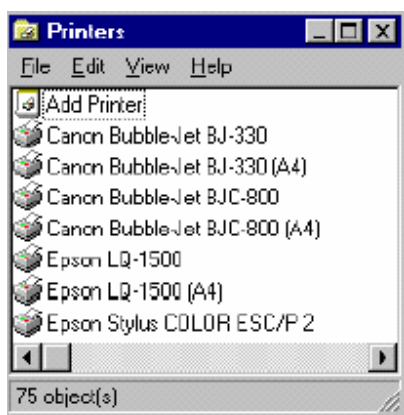 Printers
File Edit View Help
Add Printer
Canon Bubble-Jet BJ-330
Canon Bubble-Jet BJ-330 (A4)
Canon Bubble-Jet BJC-800
Canon Bubble-Jet BJC-800 (A4)
Epson LQ-1500
Epson LQ-1500 (A4)
Epson Stylus COLOR ESC/P 2
75 object(s)